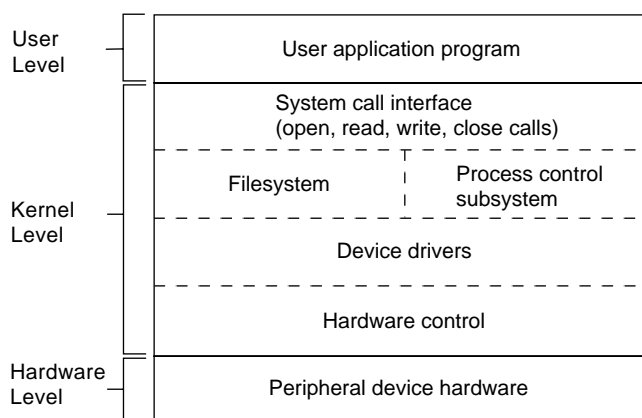 User
Level
User application program
System call interface
(open, read, write, close calls)
Filesystem
Process control
subsystem
Kernel
Level
Device drivers
Hardware control
Hardware
Level
Peripheral device hardware